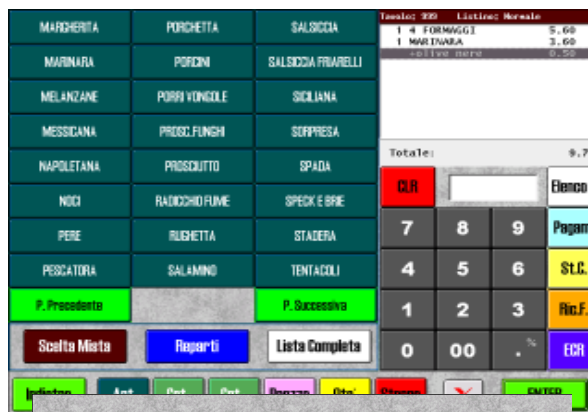 MARGHERITA PORCHETTA SALSICCIA
MARINARA PORCINI SALSICCIA FRIARELLI
MELANZANE PORRI VONGOLE SICILIANA
MESSICANA PROSC.FUNGHI SORPRESA
NAPOLETANA PROSCIUTTO SPADA
NOCI RADICCHIO FUME SPECK E BRIE
PERE RUGHETTA STADERA
PESCATORA SALAMINO TENTACOLI
P. Precedente P. Successiva
Scelta Mista Reparti Lista Completa
Tavolo: 999 Listino: Normale
1 4 FORMAGGI 5.60
1 MARINARA 3.60
+olive nere 0.50
Totale: 9.7
CLR Elenco
7 8 9 Pagam
4 5 6 St.C.
1 2 3 Ric.F.
0 00 . % ECR